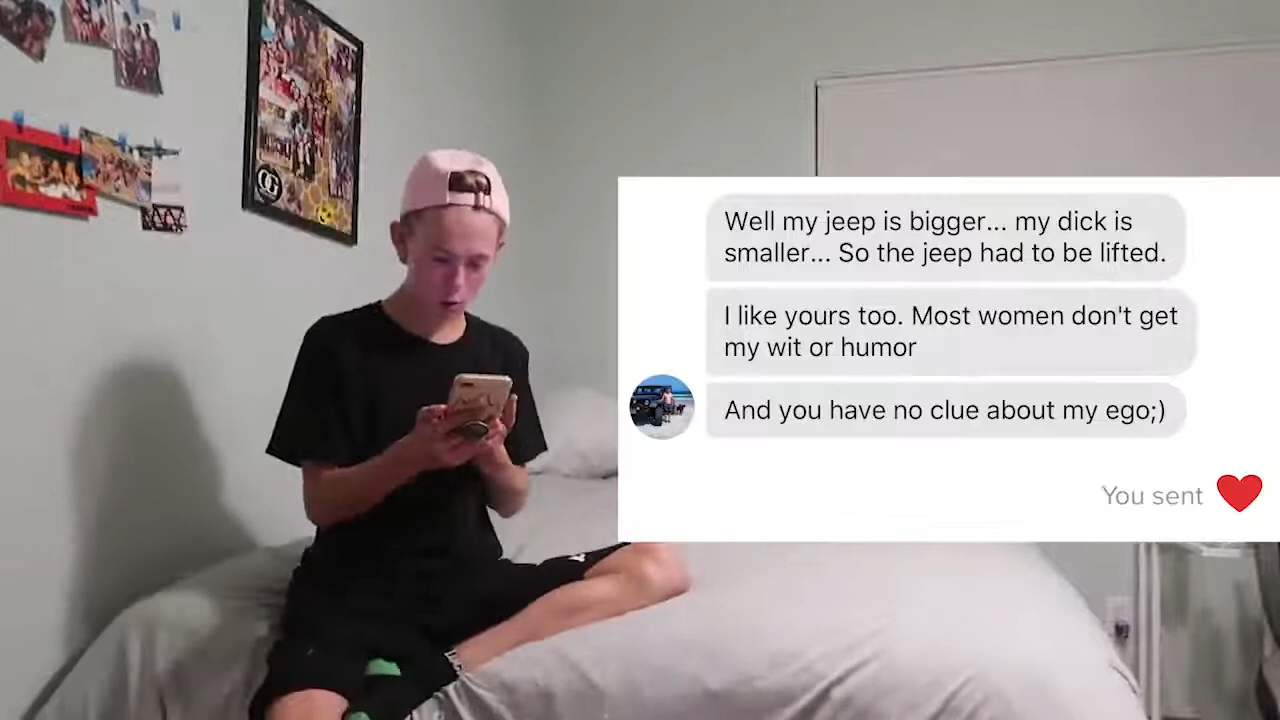 OG
Well my jeep is bigger... my dick is
smaller... So the jeep had to be lifted.
I like yours too. Most women don't get
my wit or humor
And you have no clue about my ego;)
You sent ❤️